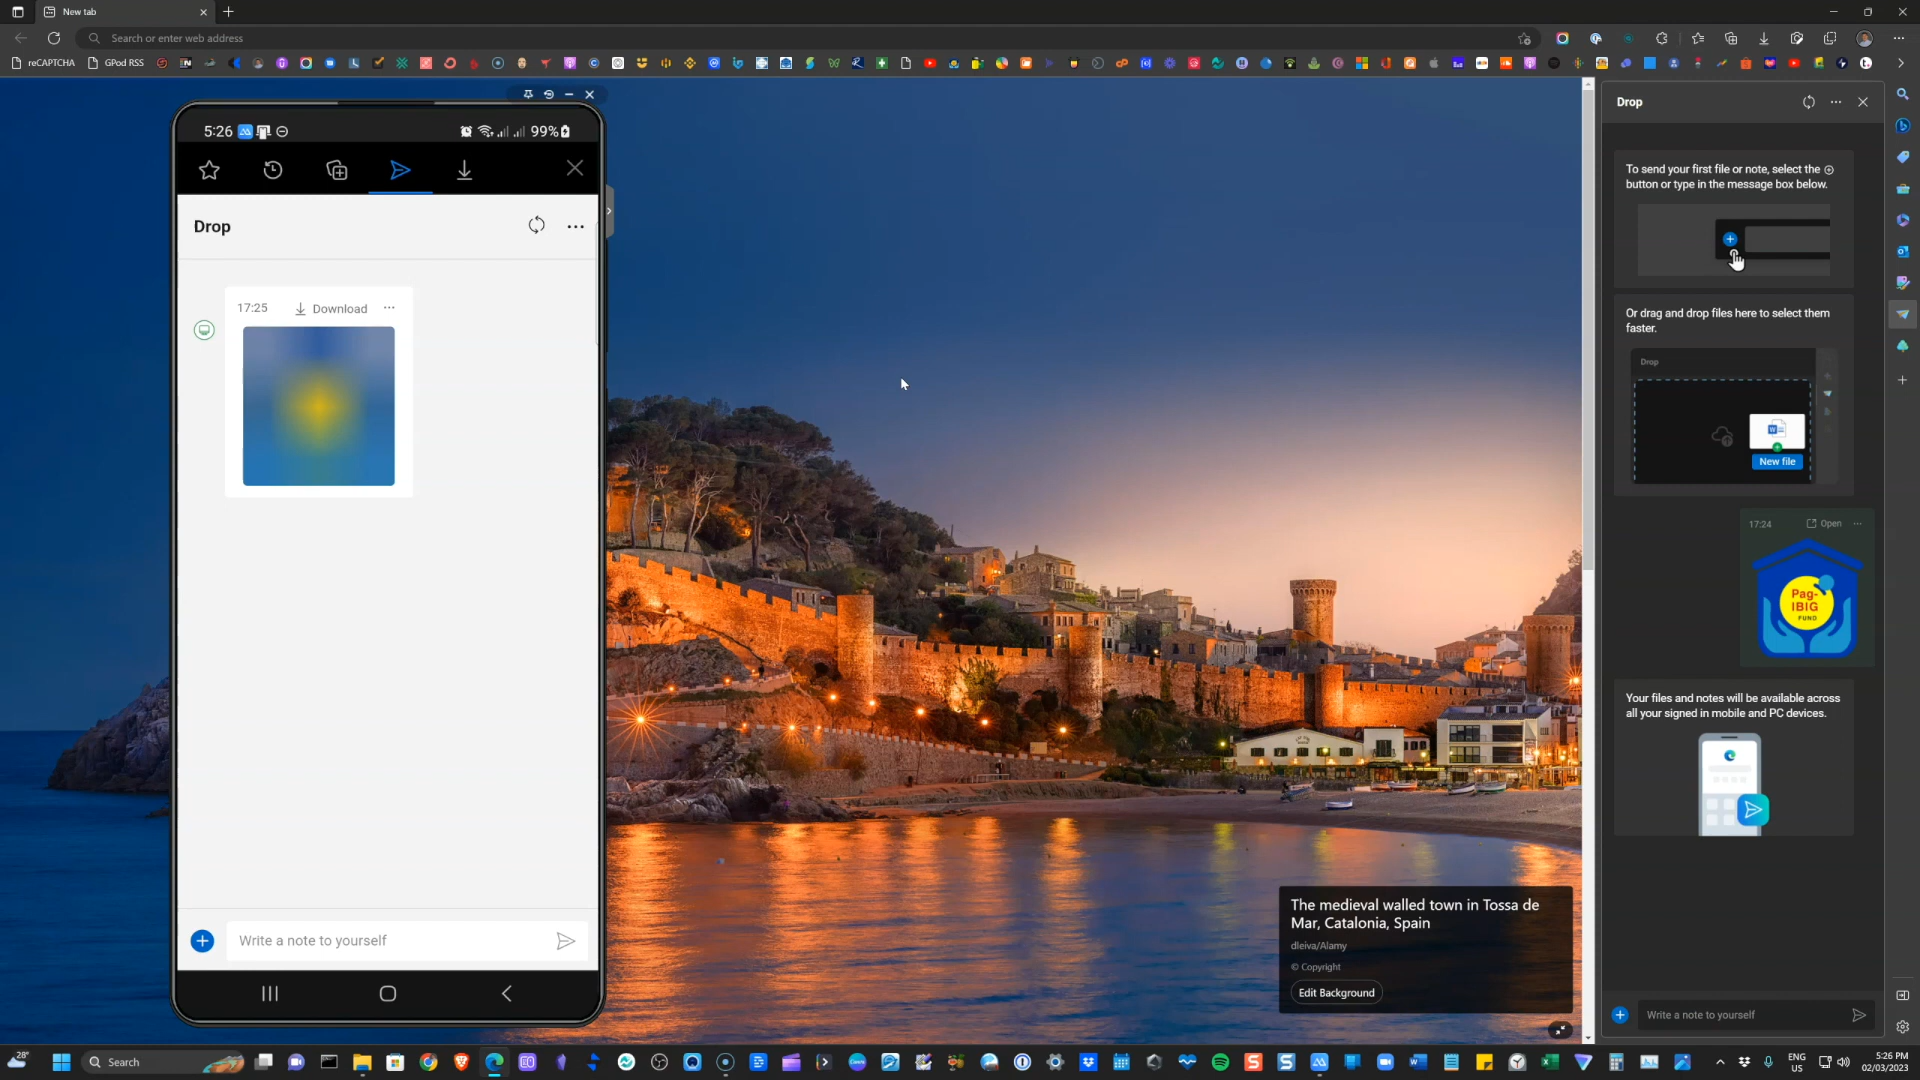 New tab
Search or enter web address
reCAPTCHA
GPod RSS
5:26
99%
Drop
17:25
Download
Write a note to yourself
The medieval walled town in Tossa de
Mar, Catalonia, Spain
dleiva/Alamy
© Copyright
Edit Background
Drop
To send your first file or note, select the
button or type in the message box below.
Or drag and drop files here to select them
faster.
Drop
New file
17:24
Open
Pag-
IBIG
FUND
Your files and notes will be available across
all your signed in mobile and PC devices.
Write a note to yourself
28°
Search
ENG
US
5:26 PM
02/03/2023